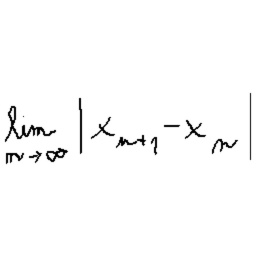 lim n→∞ |x_{n+1} - x_n|